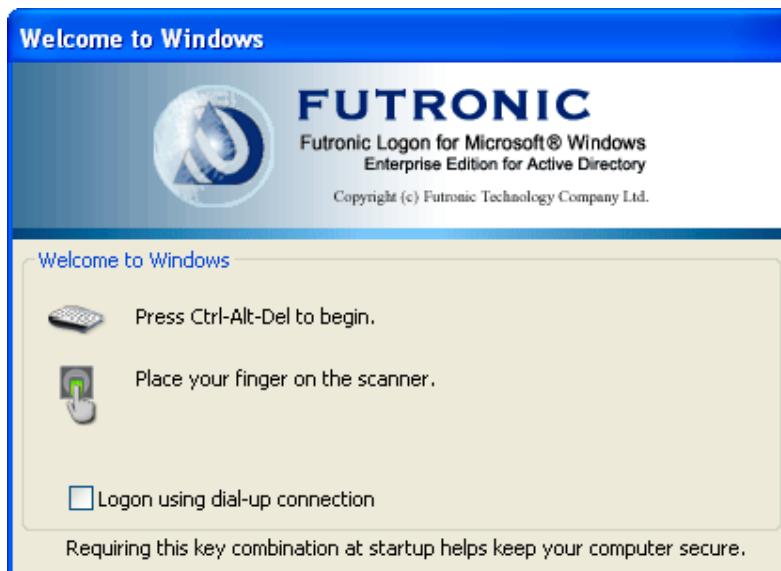 Welcome to Windows
FUTRONIC
Futronic Logon for Microsoft® Windows
Enterprise Edition for Active Directory
Copyright (c) Futronic Technology Company Ltd.
Welcome to Windows
Press Ctrl-Alt-Del to begin.
Place your finger on the scanner.
Logon using dial-up connection
Requiring this key combination at startup helps keep your computer secure.